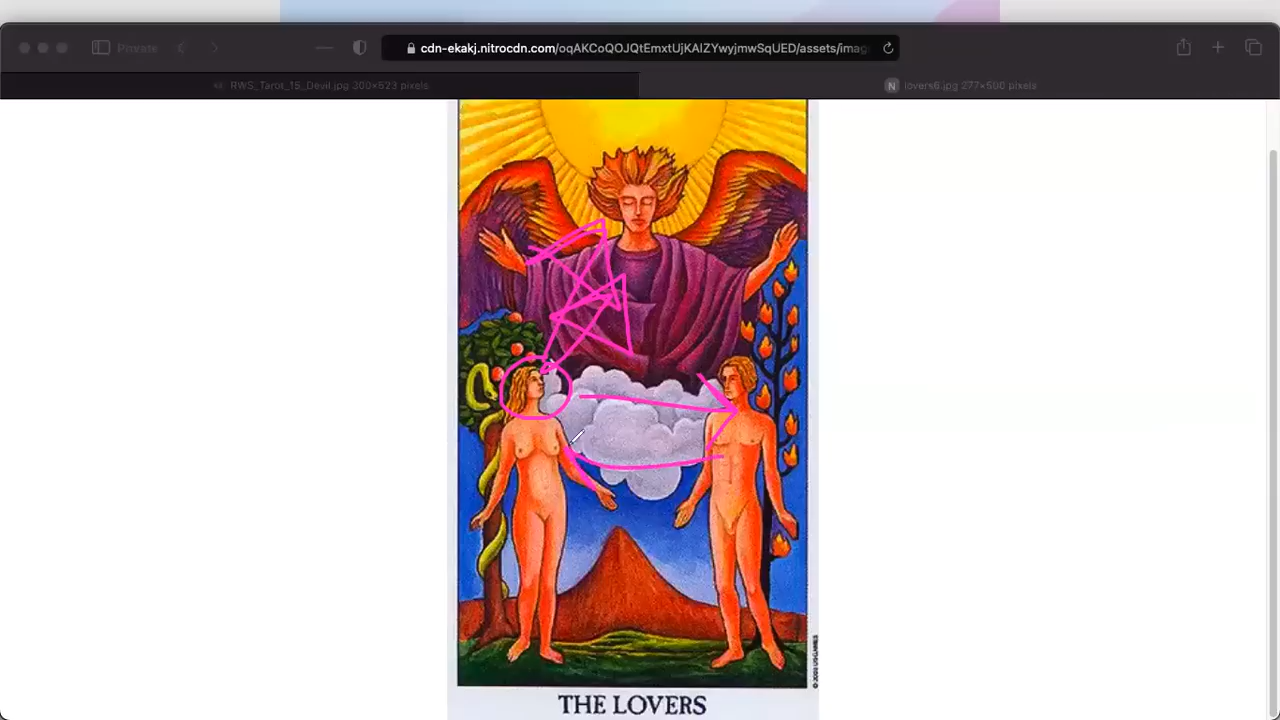 Private
cdn-ekakj.nitrocdn.com/oqAKCoQOJQtEmxtUjKAIZYwyjmwSqUED/assets/imag
RWS_Tarot_15_Devil.jpg 300×523 pixels
N lovers6.jpg 277×500 pixels
THE LOVERS